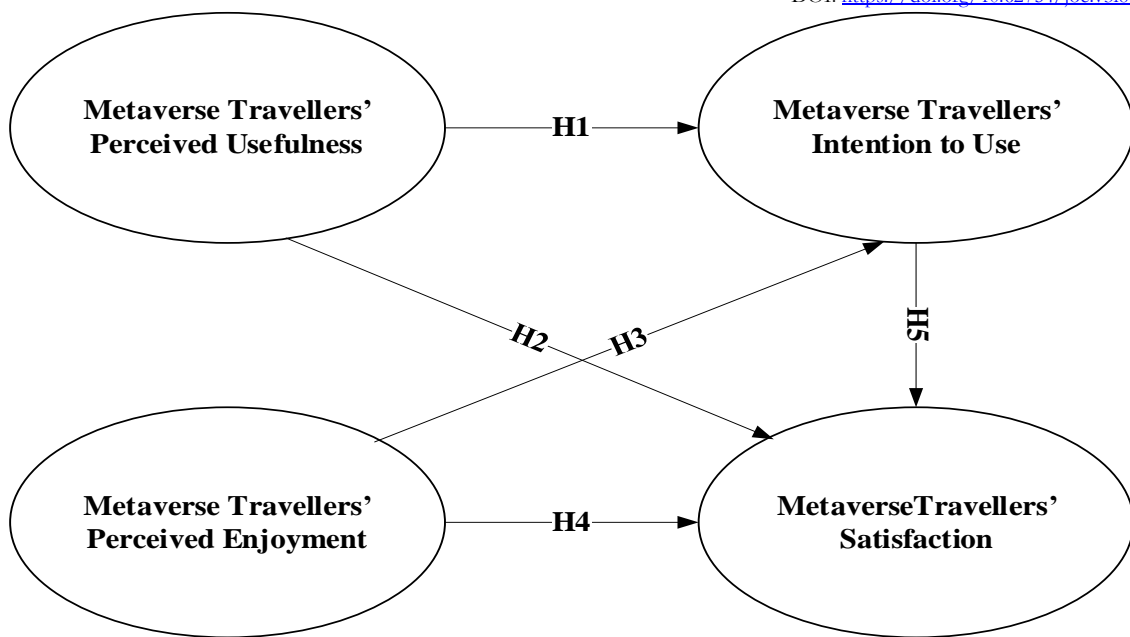 DOI:
Metaverse Travellers’
Perceived Usefulness
H1
Metaverse Travellers’
Intention to Use
H2
H3
H5
Metaverse Travellers’
Perceived Enjoyment
H4
MetaverseTravellers’
Satisfaction